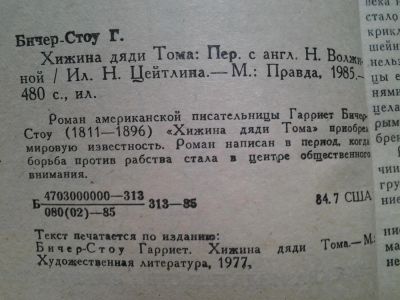 Бичер-Стоу Г.
Хижина дяди Тома: Пер. с англ. Н. Волжи-
ной / Ил. Н. Цейтлина.— М.: Правда, 1985.—
480 с., ил.
Роман американской писательницы Гарриет Бичер-
Стоу (1811—1896) «Хижина дяди Тома» приобрел
мировую известность. Роман написан в период, когда
борьба против рабства стала в центре общественного
внимания.
Б 4703000000—313
080(02)—85
313—85
84.7 США
Текст печатается по изданию:
Бичер-Стоу Гарриет. Хижина дяди Тома.— М.:
Художественная литература, 1977,
века н
стало